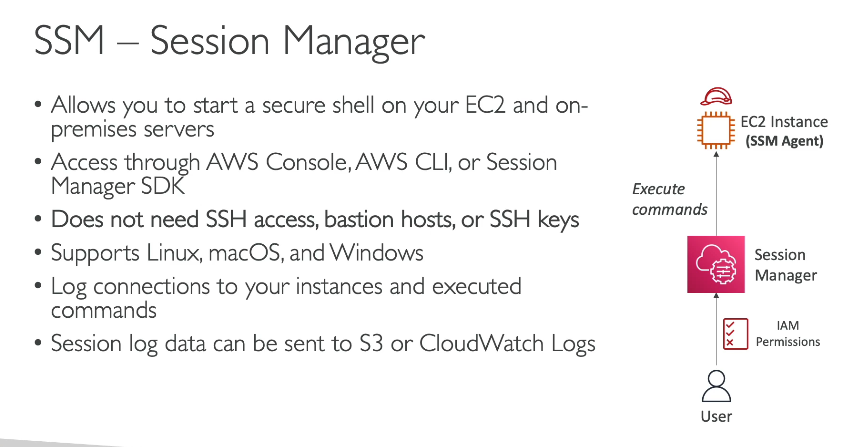 SSM – Session Manager
• Allows you to start a secure shell on your EC2 and on-
premises servers
• Access through AWS Console, AWS CLI, or Session
Manager SDK
• Does not need SSH access, bastion hosts, or SSH keys
• Supports Linux, macOS, and Windows
• Log connections to your instances and executed
commands
• Session log data can be sent to S3 or CloudWatch Logs
EC2 Instance
(SSM Agent)
Execute
commands
Session
Manager
IAM
Permissions
User